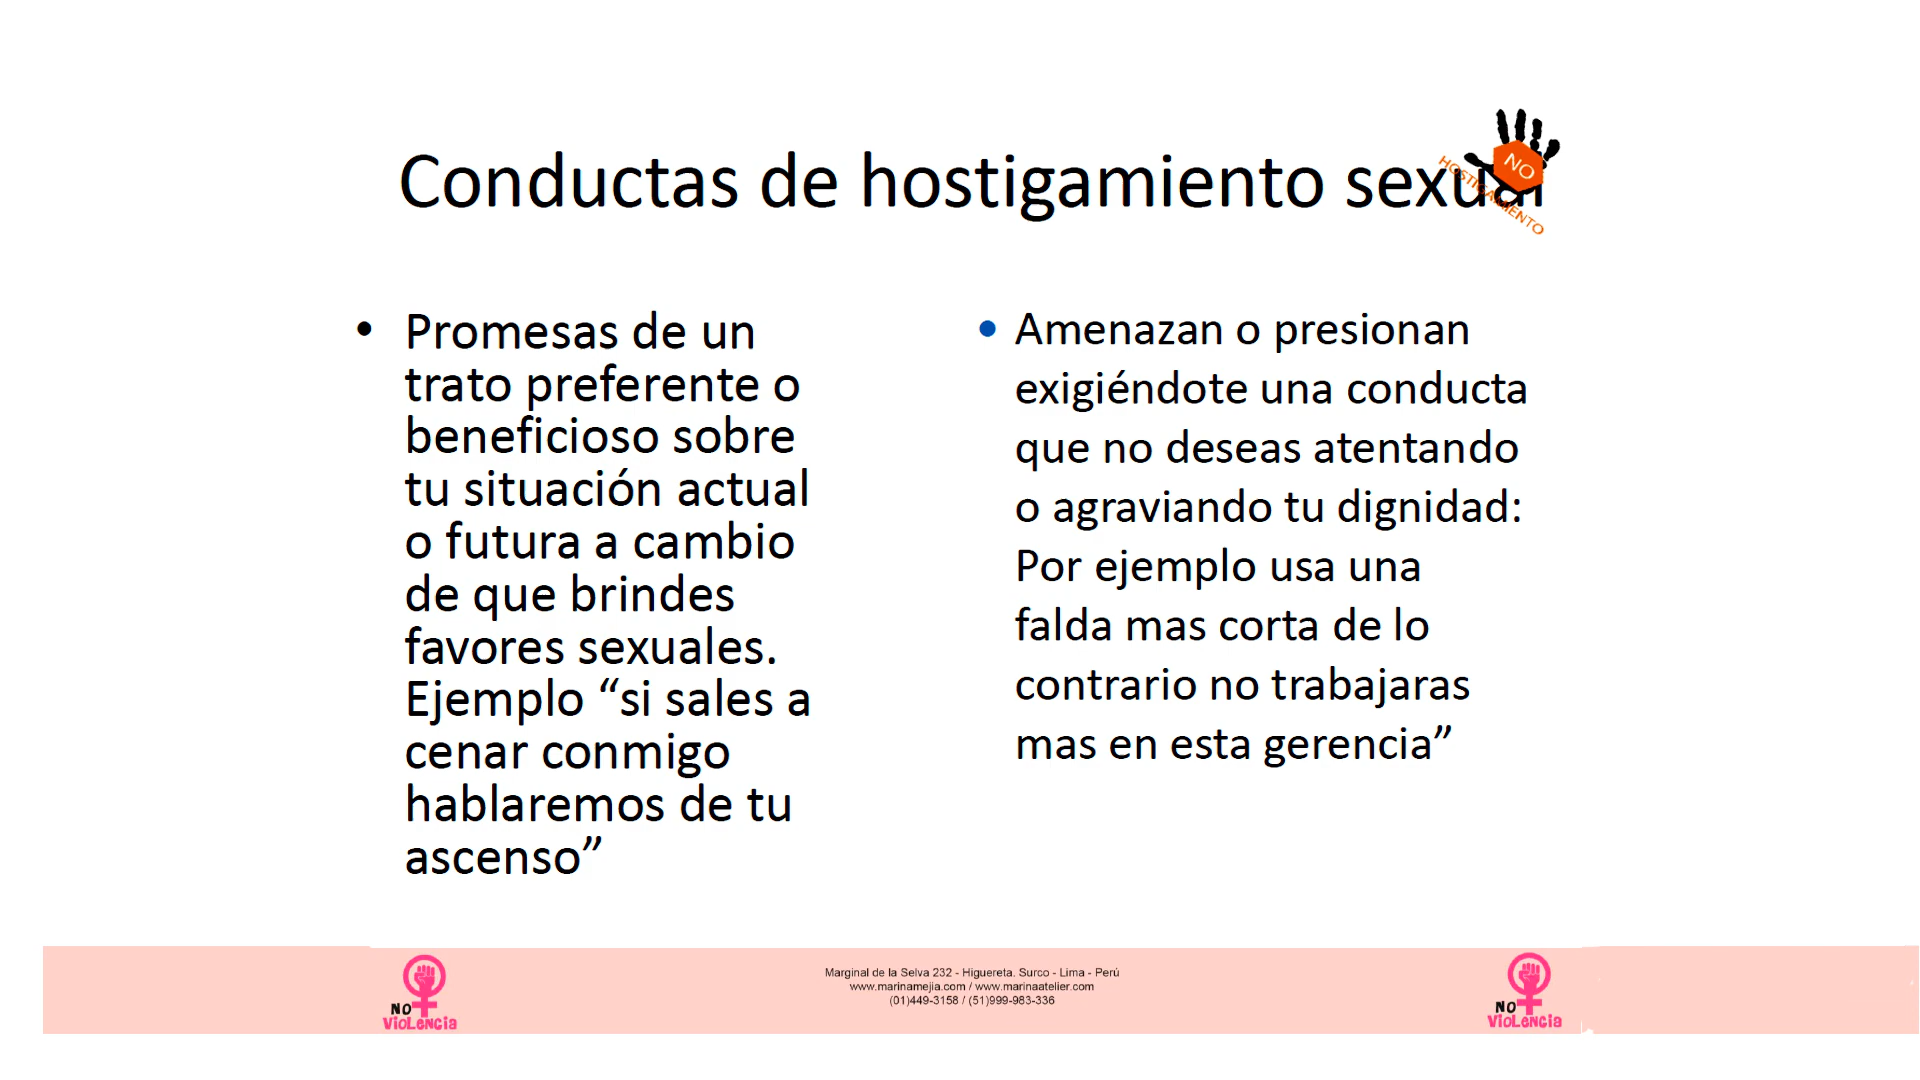 Conductas de hostigamiento sexual
NO
HOSTIGAMIENTO
• Promesas de un
trato preferente o
beneficioso sobre
tu situación actual
o futura a cambio
de que brindes
favores sexuales.
Ejemplo “si sales a
cenar conmigo
hablaremos de tu
ascenso”
• Amenazan o presionan
exigiéndote una conducta
que no deseas atentando
o agraviando tu dignidad:
Por ejemplo usa una
falda mas corta de lo
contrario no trabajaras
mas en esta gerencia”
NO
VioLencia
Marginal de la Selva 232 - Higuereta. Surco - Lima - Perú
www.marinamejia.com / www.marinaatelier.com
(01)449-3158 / (51)999-983-336
NO
VioLencia